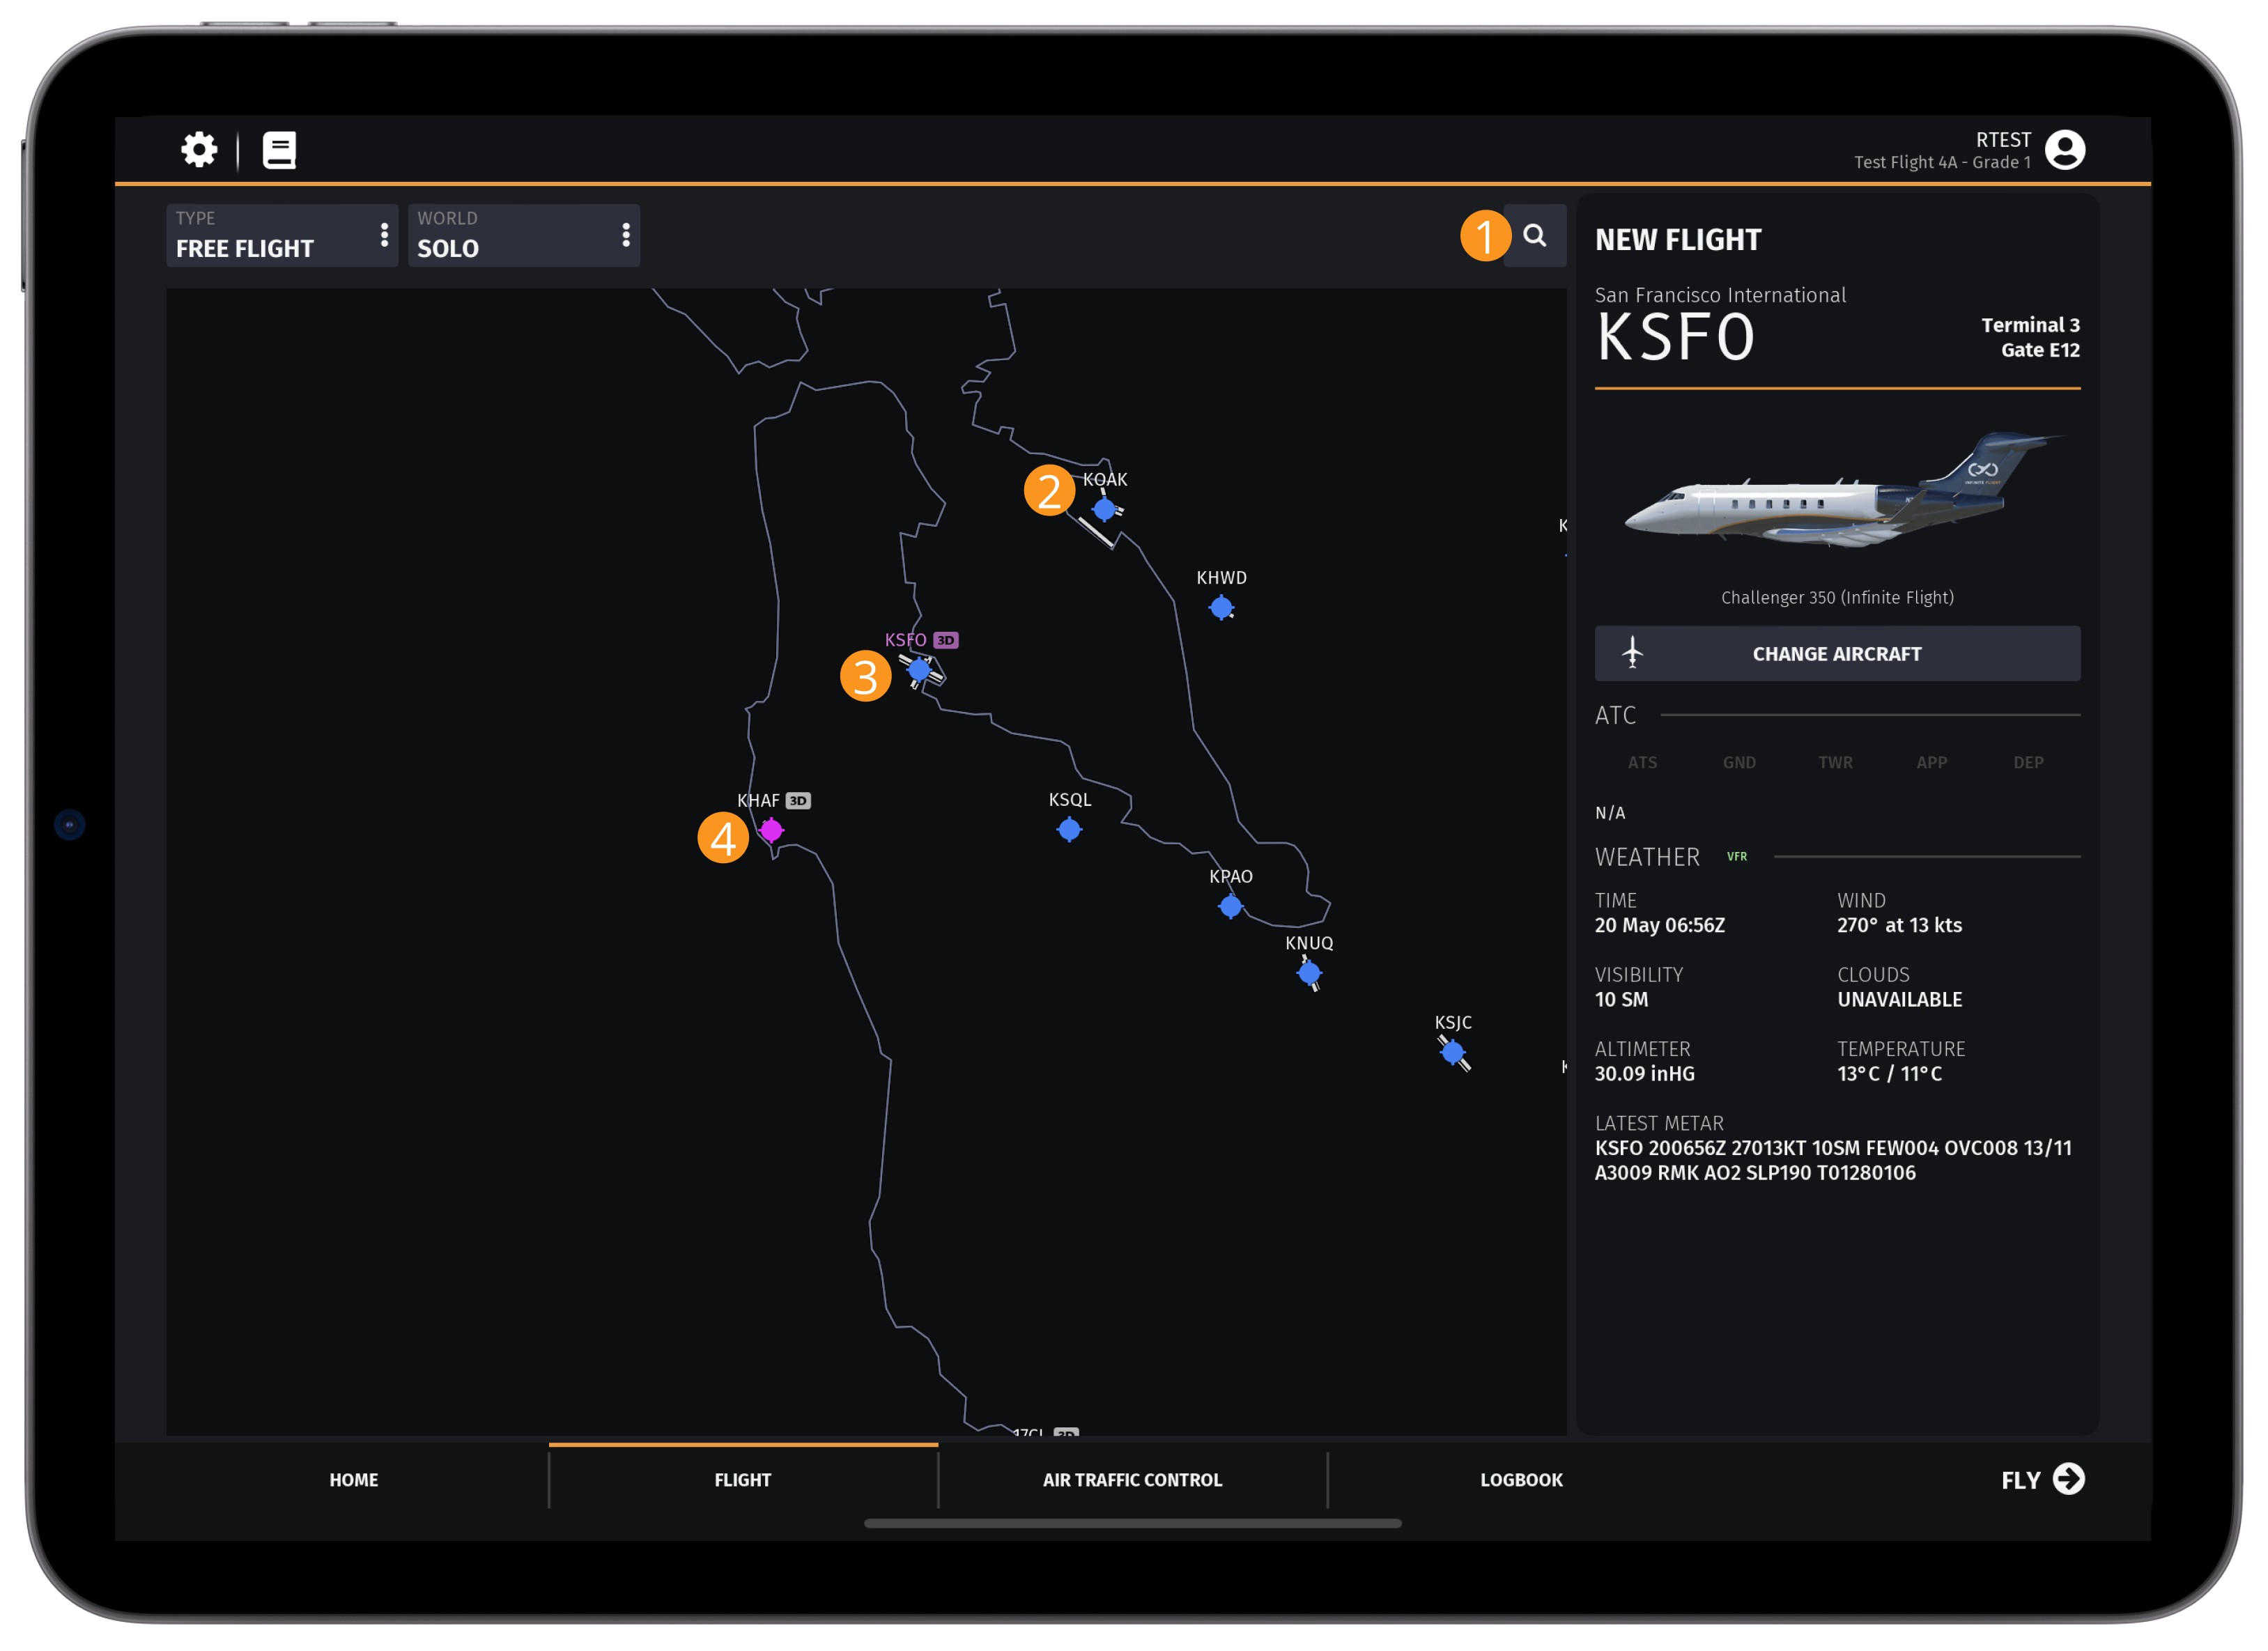 RTEST
Test Flight 4A - Grade 1
TYPE
FREE FLIGHT
WORLD
SOLO
1
NEW FLIGHT
San Francisco International
KSFO
Terminal 3
Gate E12
2
KOAK
KHWD
KSFO 3D
3
KHAF 3D
4
KSQL
KPAO
KNUQ
KSJC
Challenger 350 (Infinite Flight)
CHANGE AIRCRAFT
ATC
ATS GND TWR APP DEP
N/A
WEATHER VFR
TIME
20 May 06:56Z
WIND
270° at 13 kts
VISIBILITY
10 SM
CLOUDS
UNAVAILABLE
ALTIMETER
30.09 inHG
TEMPERATURE
13°C / 11°C
LATEST METAR
KSFO 200656Z 27013KT 10SM FEW004 OVC008 13/11
A3009 RMK AO2 SLP190 T01280106
HOME
FLIGHT
AIR TRAFFIC CONTROL
LOGBOOK
FLY